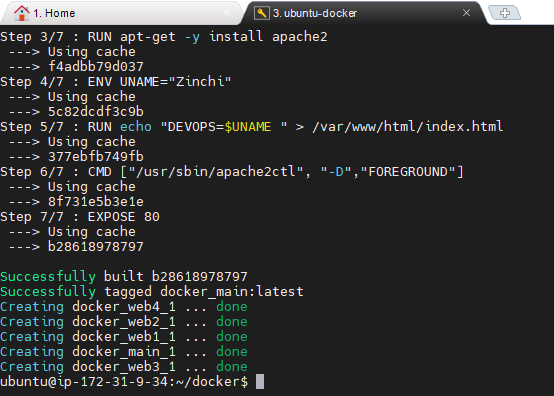 1. Home
3. ubuntu-docker
Step 3/7 : RUN apt-get -y install apache2
---> Using cache
---> f4adbb79d037
Step 4/7 : ENV UNAME="Zinchi"
---> Using cache
---> 5c82dcdf3c9b
Step 5/7 : RUN echo "DEVOPS=$UNAME " > /var/www/html/index.html
---> Using cache
---> 377ebfb749fb
Step 6/7 : CMD ["/usr/sbin/apache2ctl", "-D","FOREGROUND"]
---> Using cache
---> 8f731e5b3e1e
Step 7/7 : EXPOSE 80
---> Using cache
---> b28618978797
Successfully built b28618978797
Successfully tagged docker_main:latest
Creating docker_web4_1 ... done
Creating docker_web2_1 ... done
Creating docker_web1_1 ... done
Creating docker_main_1 ... done
Creating docker_web3_1 ... done
ubuntu@ip-172-31-9-34:~/docker$